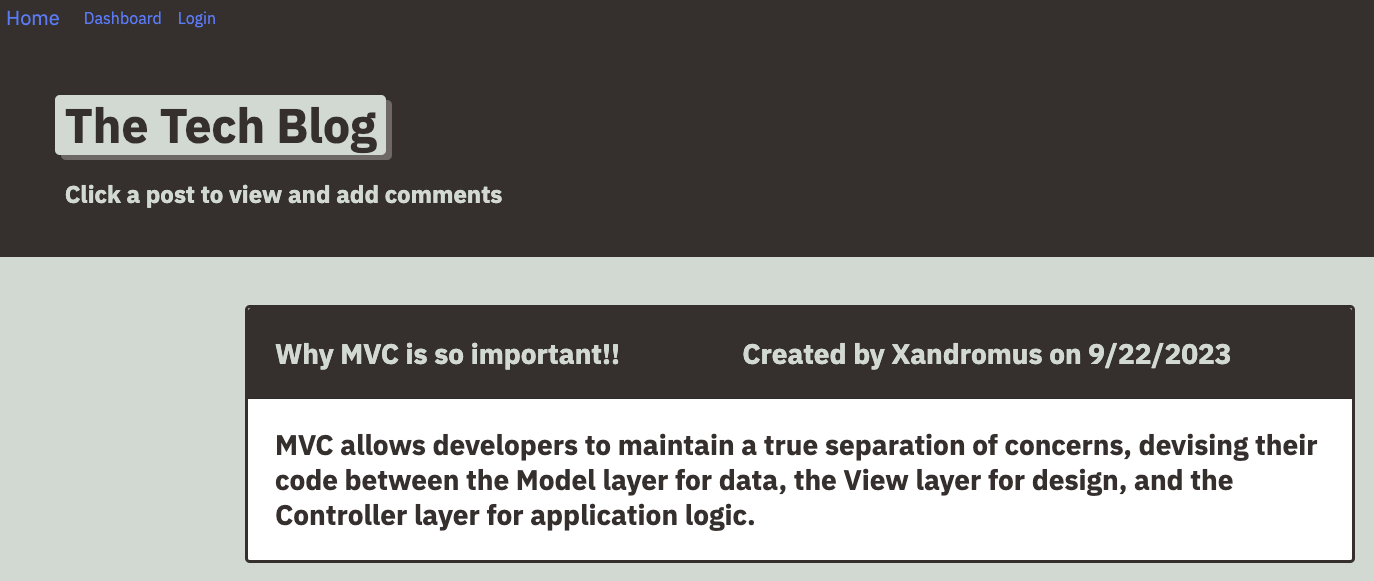 Home Dashboard Login
The Tech Blog
Click a post to view and add comments
Why MVC is so important!! Created by Xandromus on 9/22/2023
MVC allows developers to maintain a true separation of concerns, devising their
code between the Model layer for data, the View layer for design, and the
Controller layer for application logic.